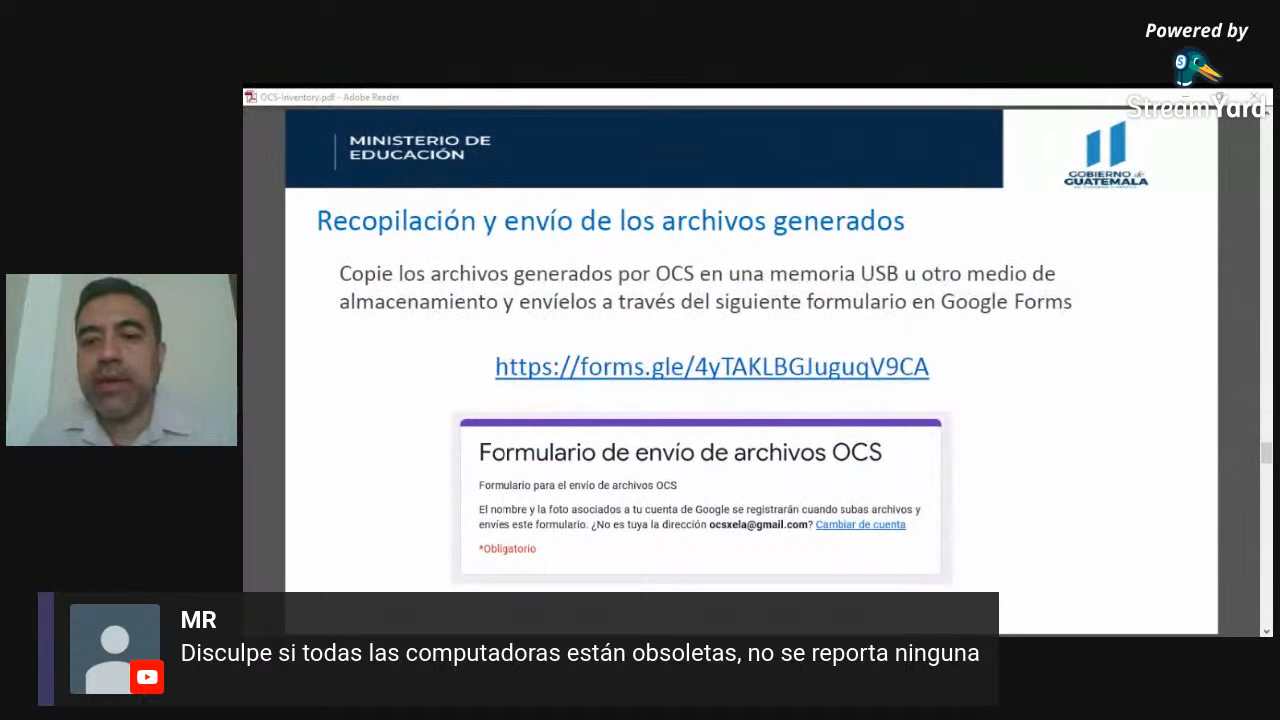 Powered by
StreamYard
OCS-Inventory.pdf - Adobe Reader
MINISTERIO DE
EDUCACIÓN
GOBIERNO de
GUATEMALA
Recopilación y envío de los archivos generados
Copie los archivos generados por OCS en una memoria USB u otro medio de
almacenamiento y envíelos a través del siguiente formulario en Google Forms
https://forms.gle/4yTAKLBGJuguqV9CA
Formulario de envío de archivos OCS
Formulario para el envío de archivos OCS
El nombre y la foto asociados a tu cuenta de Google se registrarán cuando subas archivos y
envíes este formulario. ¿No es tuya la dirección ocsxela@gmail.com? Cambiar de cuenta
*Obligatorio
MR
Disculpe si todas las computadoras están obsoletas, no se reporta ninguna